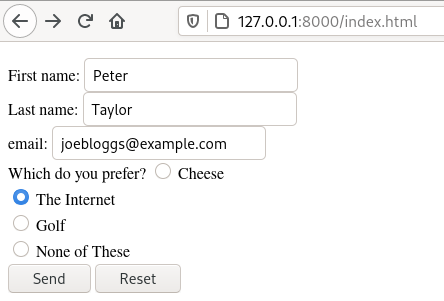 127.0.0.1:8000/index.html
First name: Peter
Last name: Taylor
email: joebloggs@example.com
Which do you prefer? Cheese
The Internet
Golf
None of These
Send Reset